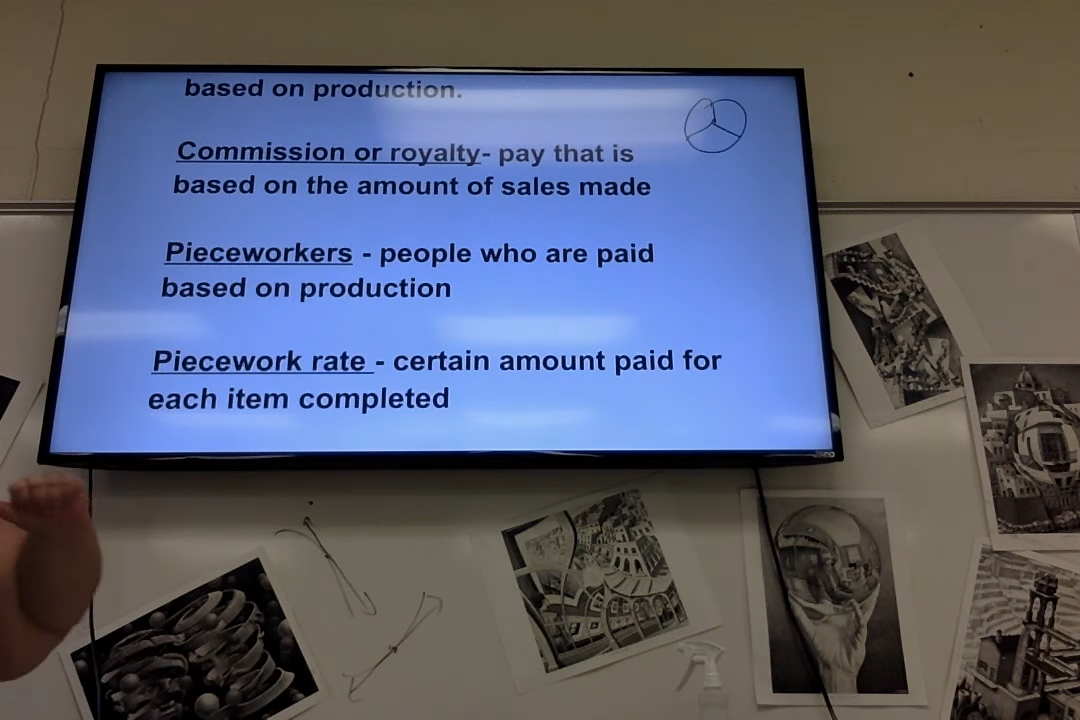 based on production.
Commission or royalty- pay that is
based on the amount of sales made
Pieceworkers - people who are paid
based on production
Piecework rate - certain amount paid for
each item completed